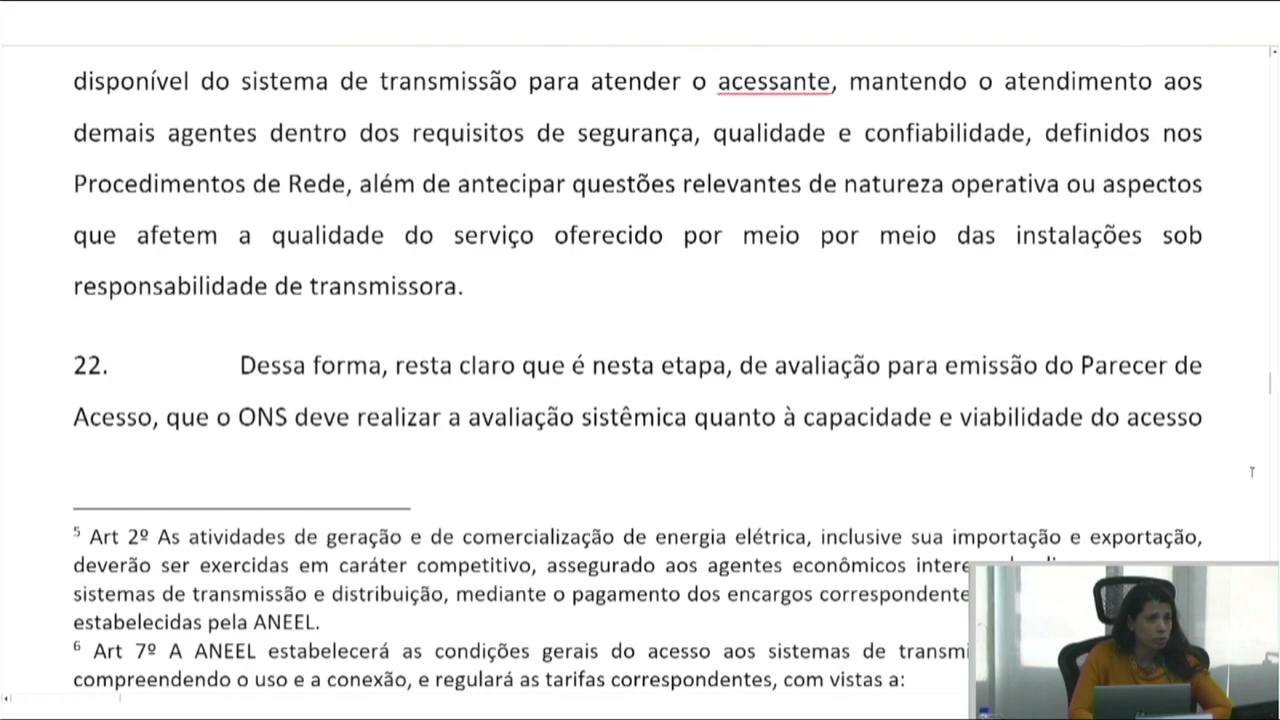 disponível do sistema de transmissão para atender o acessante, mantendo o atendimento aos
demais agentes dentro dos requisitos de segurança, qualidade e confiabilidade, definidos nos
Procedimentos de Rede, além de antecipar questões relevantes de natureza operativa ou aspectos
que afetem a qualidade do serviço oferecido por meio por meio das instalações sob
responsabilidade de transmissora.
22. Dessa forma, resta claro que é nesta etapa, de avaliação para emissão do Parecer de
Acesso, que o ONS deve realizar a avaliação sistêmica quanto à capacidade e viabilidade do acesso
5 Art 2º As atividades de geração e de comercialização de energia elétrica, inclusive sua importação e exportação,
deverão ser exercidas em caráter competitivo, assegurado aos agentes econômicos
sistemas de transmissão e distribuição, mediante o pagamento dos encargos
estabelecidas pela ANEEL.
6 Art 7º A ANEEL estabelecerá as condições gerais do acesso aos sistemas de
compreendendo o uso e a conexão, e regulará as tarifas correspondentes, com vistas a: